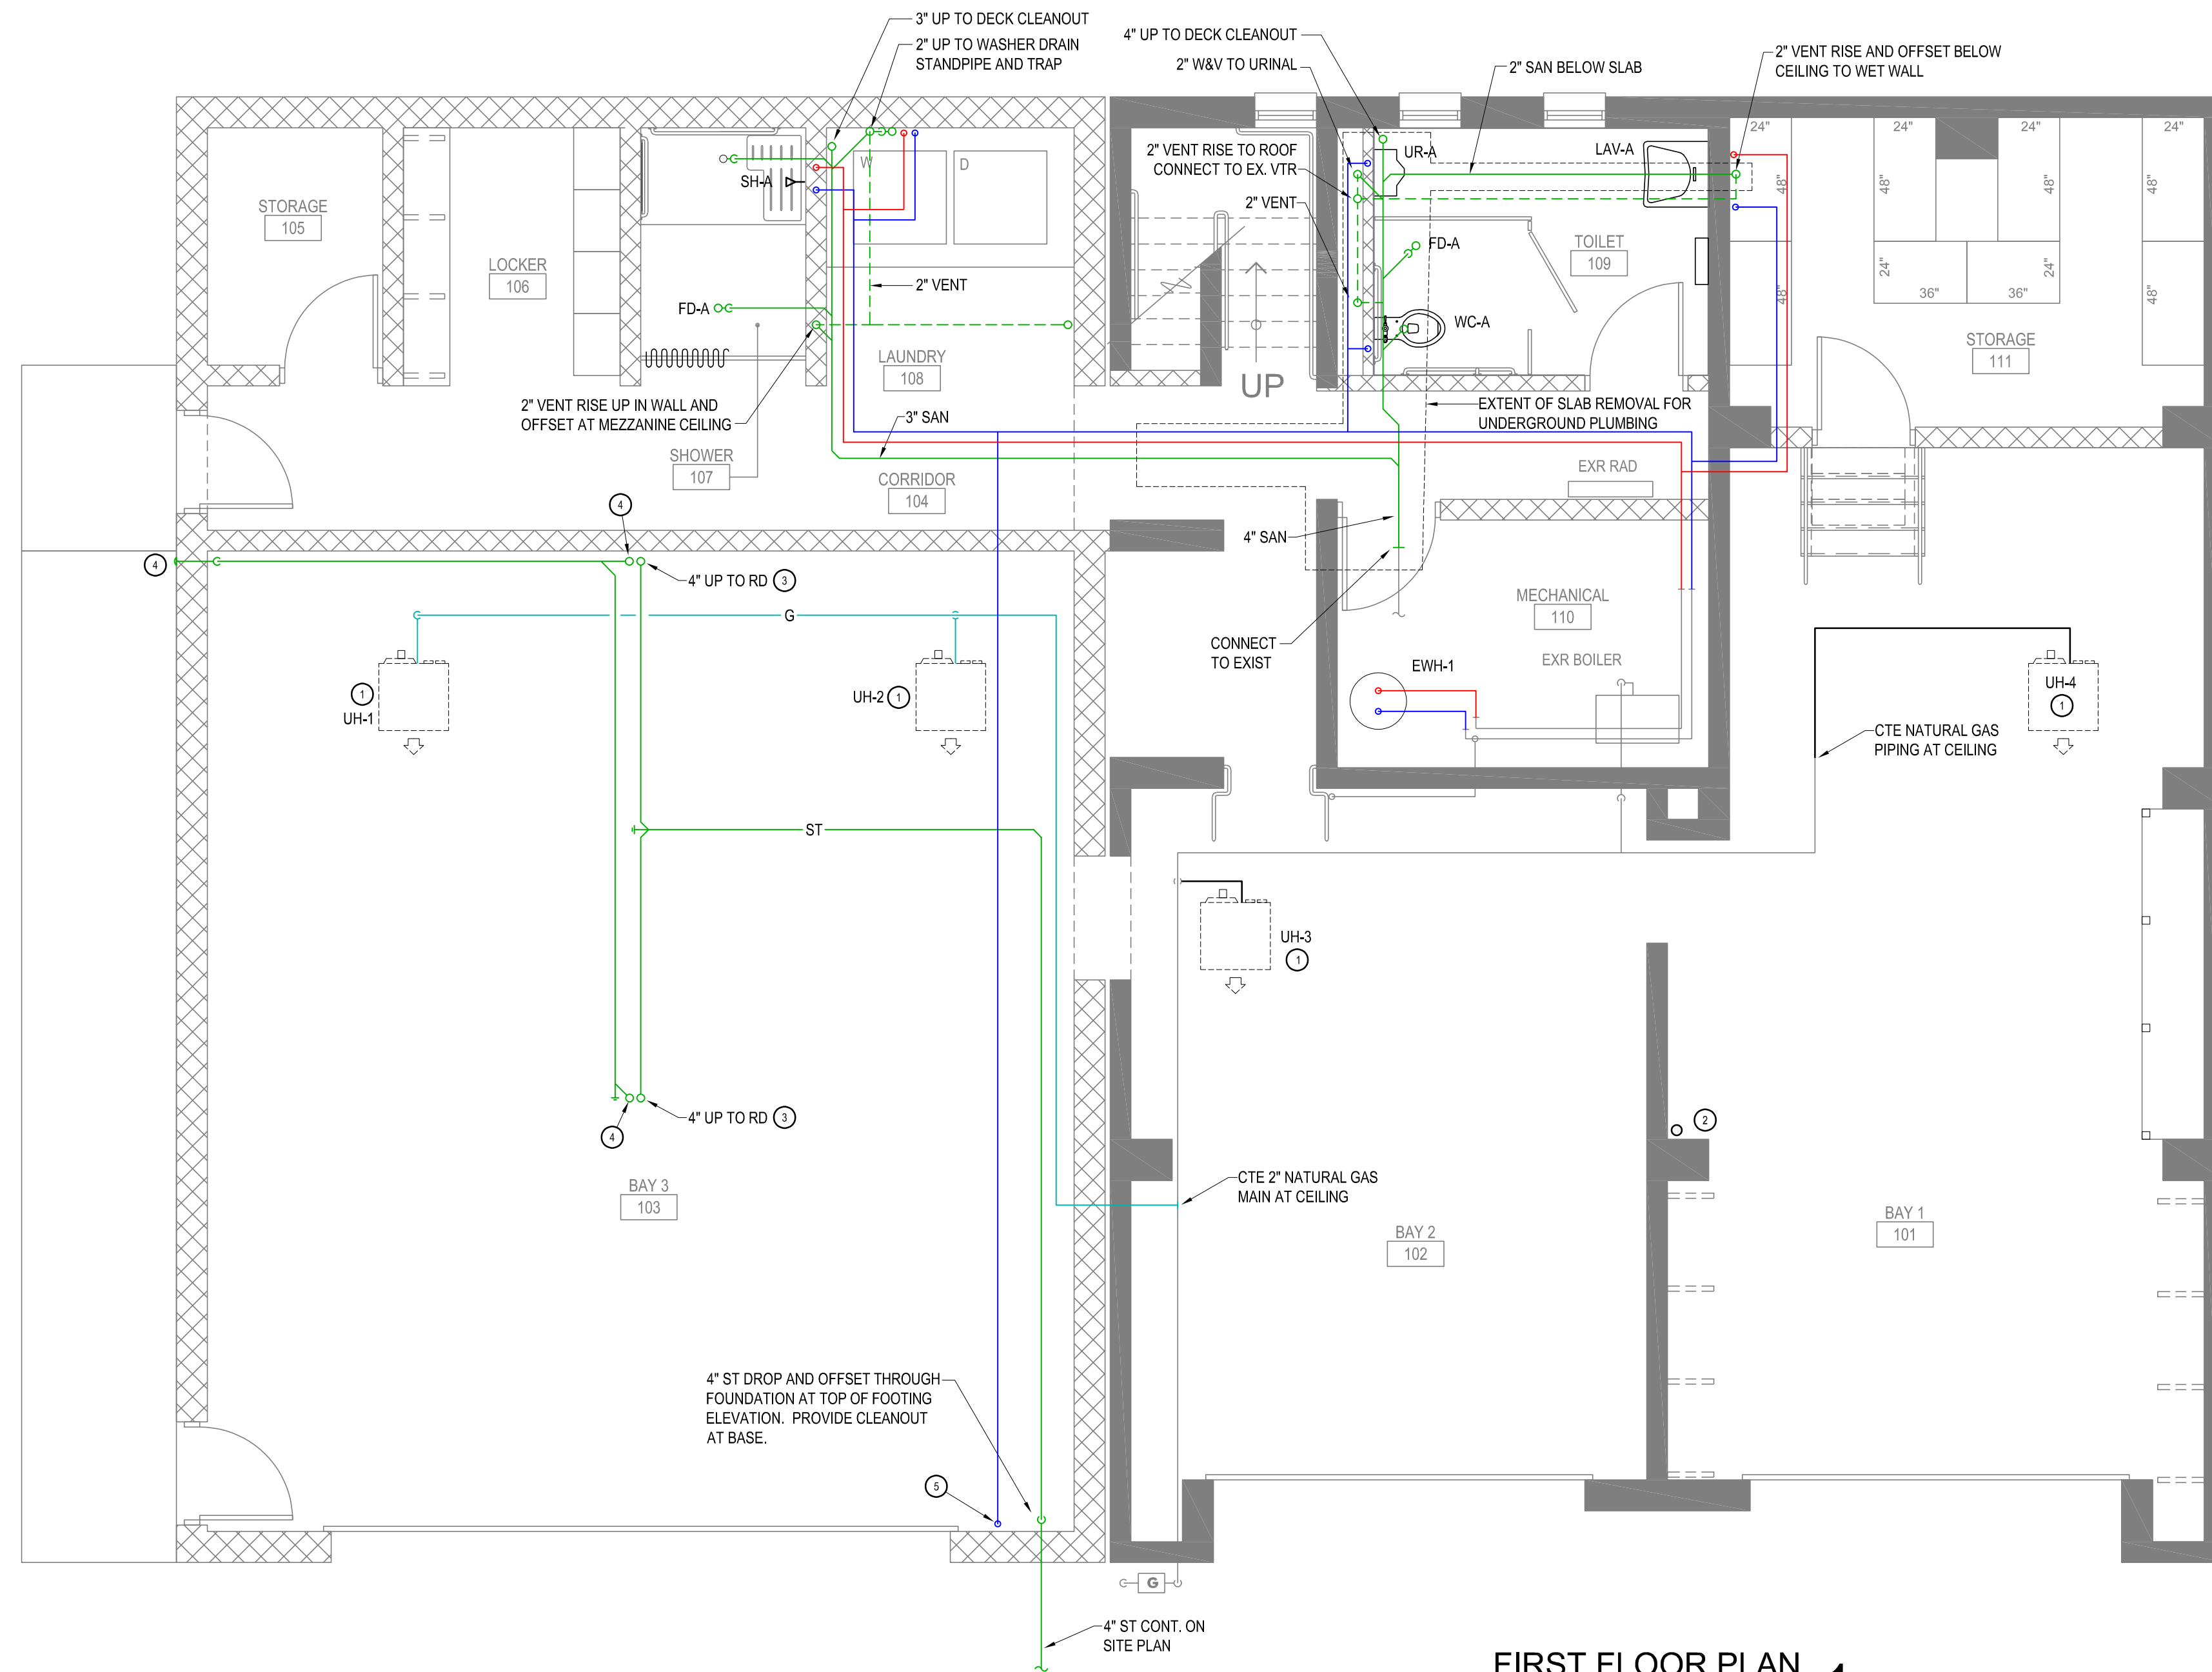 3" UP TO DECK CLEANOUT
2" UP TO WASHER DRAIN
STANDPIPE AND TRAP
4" UP TO DECK CLEANOUT
2" W&V TO URINAL
2" SAN BELOW SLAB
2" VENT RISE AND OFFSET BELOW
CEILING TO WET WALL
2" VENT RISE TO ROOF
CONNECT TO EX. VTR
2" VENT
UR-A
LAV-A
24"
24"
24"
24"
48"
48"
48"
48"
W
D
SH-A
STORAGE
105
LOCKER
106
FD-A
2" VENT
FD-A
TOILET
109
24"
24"
36"
36"
48"
48"
WC-A
STORAGE
111
LAUNDRY
108
UP
2" VENT RISE UP IN WALL AND
OFFSET AT MEZZANINE CEILING
3" SAN
EXTENT OF SLAB REMOVAL FOR
UNDERGROUND PLUMBING
SHOWER
107
CORRIDOR
104
EXR RAD
4
4" SAN
4
4" UP TO RD
3
G
MECHANICAL
110
CONNECT
TO EXIST
EWH-1
EXR BOILER
1
UH-1
UH-2
1
UH-4
1
CTE NATURAL GAS
PIPING AT CEILING
ST
UH-3
1
4" UP TO RD
3
4
2
BAY 3
103
CTE 2" NATURAL GAS
MAIN AT CEILING
BAY 2
102
BAY 1
101
4" ST DROP AND OFFSET THROUGH
FOUNDATION AT TOP OF FOOTING
ELEVATION. PROVIDE CLEANOUT
AT BASE.
5
G
4" ST CONT. ON
SITE PLAN
FIRST FLOOR PLAN